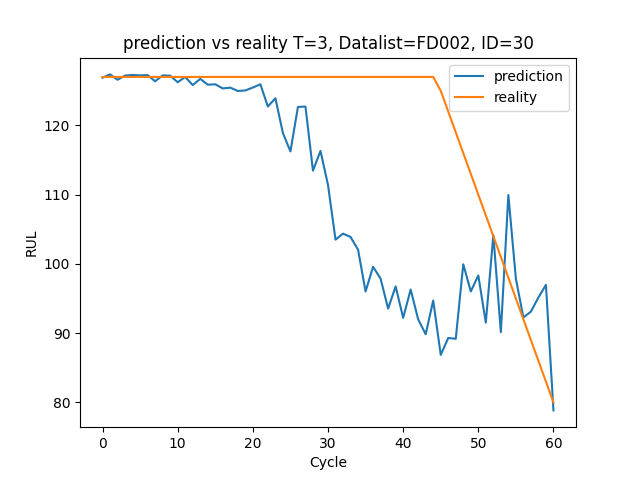 prediction vs reality T=3, Datalist=FD002, ID=30
prediction
reality
RUL
120
110
100
90
80
0 10 20 30 40 50 60
Cycle